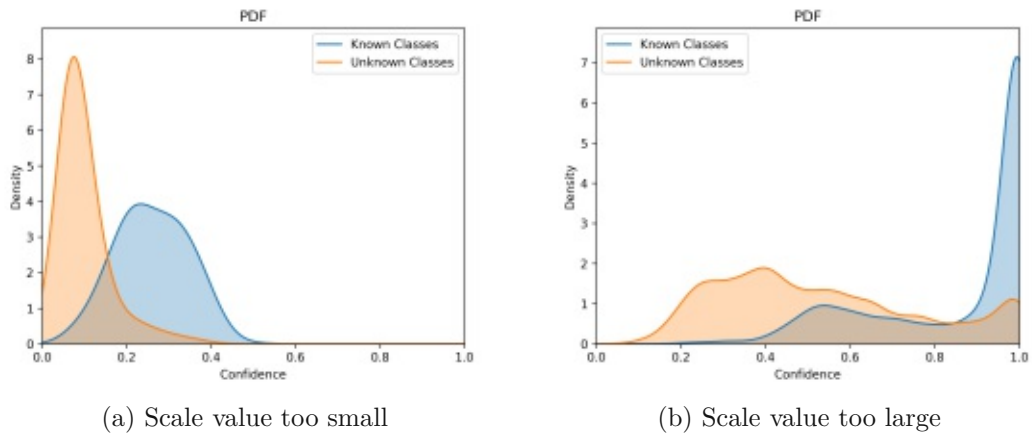 PDF
Known Classes
Unknown Classes
8
7
6
5
4
3
2
1
0
Density
0.0 0.2 0.4 0.6 0.8 1.0
Confidence
(a) Scale value too small
PDF
Known Classes
Unknown Classes
7
6
5
4
3
2
1
0
Density
0.0 0.2 0.4 0.6 0.8 1.0
Confidence
(b) Scale value too large